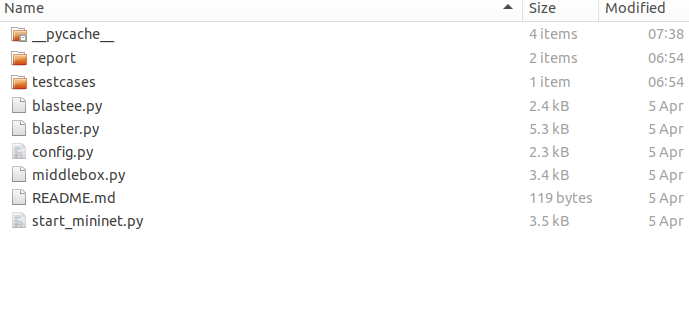 Name Size Modified
__pycache__ 4 items 07:38
report 2 items 06:54
testcases 1 item 06:54
blastee.py 2.4 kB 5 Apr
blaster.py 5.3 kB 5 Apr
config.py 2.3 kB 5 Apr
middlebox.py 3.4 kB 5 Apr
README.md 119 bytes 5 Apr
start_mininet.py 3.5 kB 5 Apr